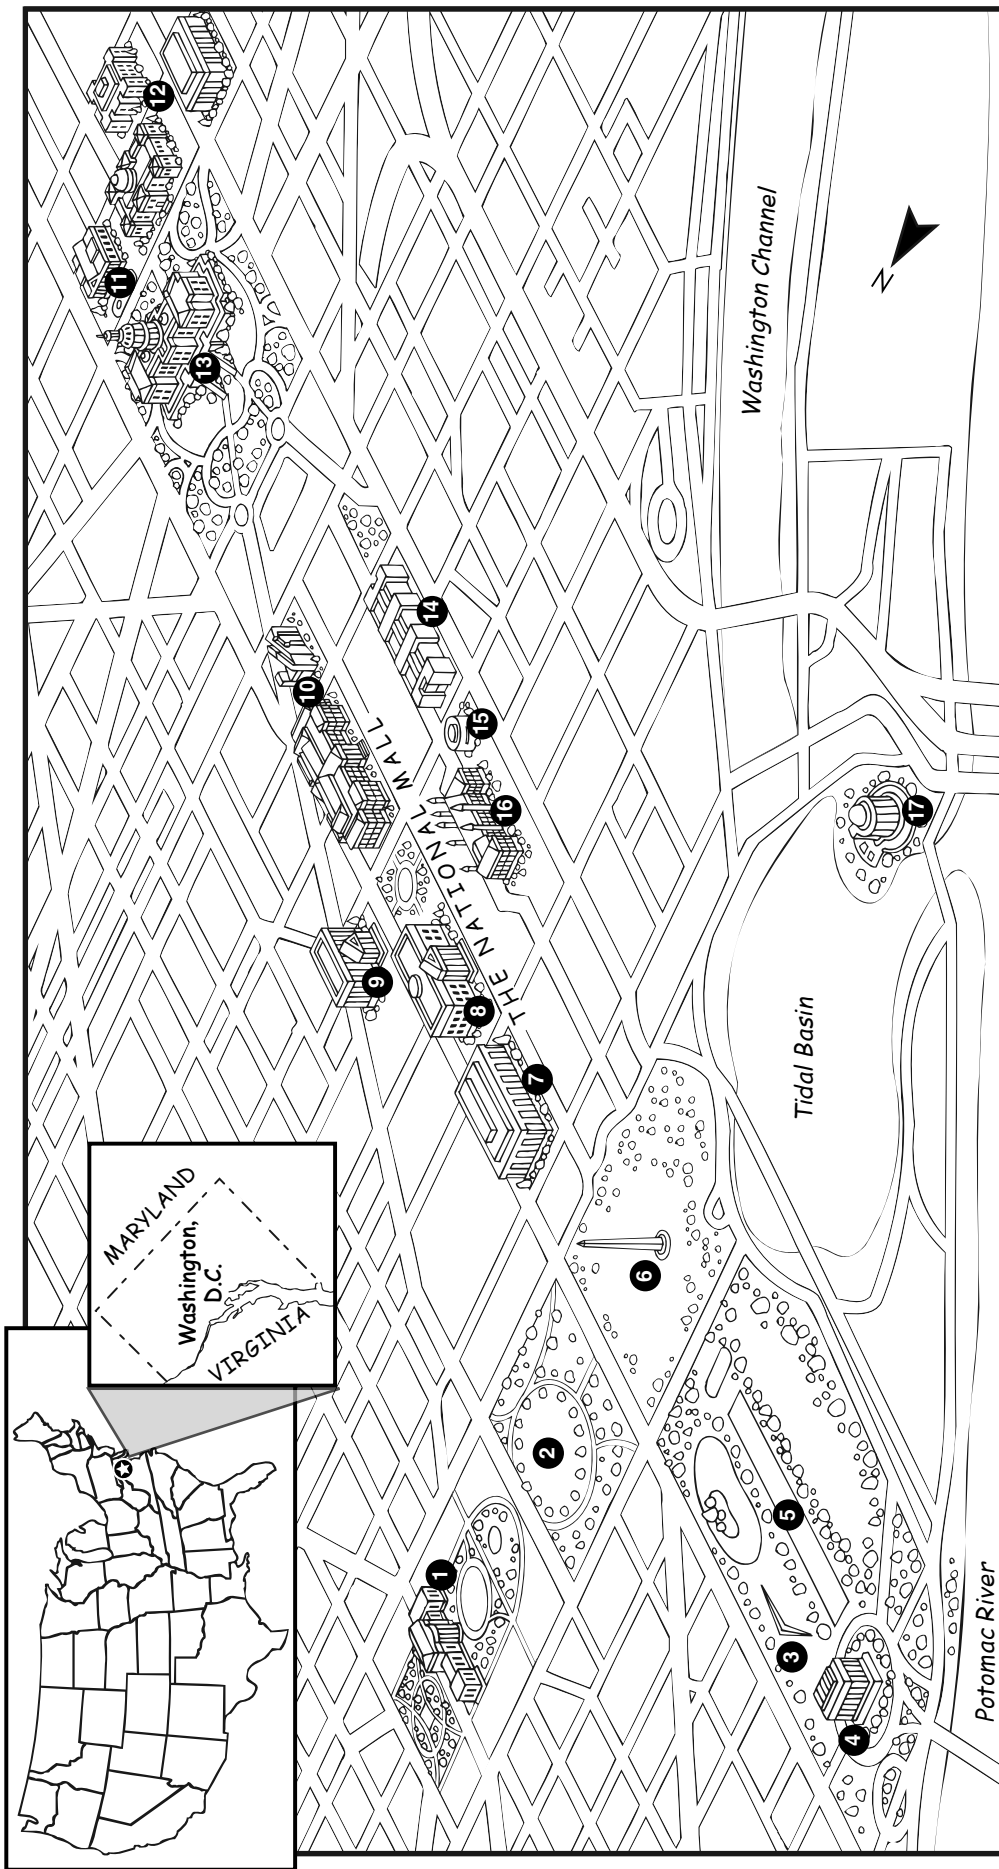 MARYLAND
Washington,
D.C.
VIRGINIA
THE NATIONAL MALL
Washington Channel
N
Tidal Basin
Potomac River
1
2
3
4
5
6
7
8
9
10
11
12
13
14
15
16
17